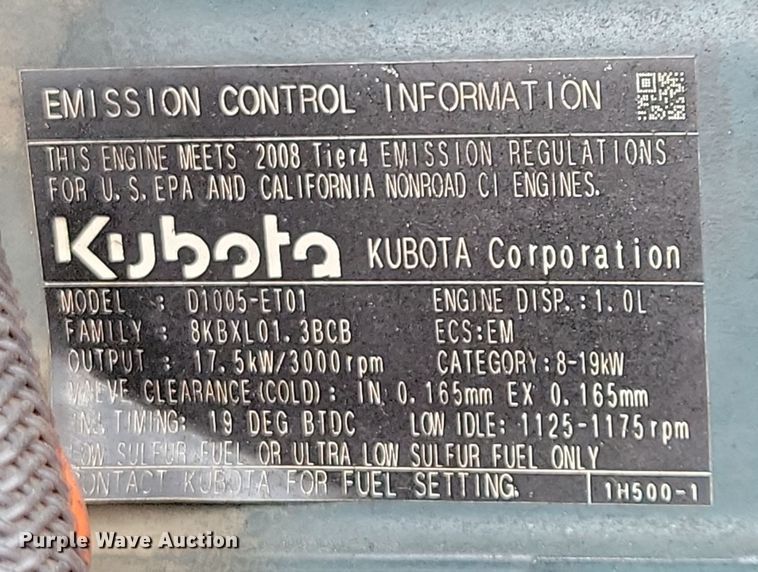 EMISSION CONTROL INFORMATION
THIS ENGINE MEETS 2008 Tier4 EMISSION REGULATIONS
FOR U.S.EPA AND CALIFORNIA NONROAD CI ENGINES.
Kubota KUBOTA Corporation
MODEL : D1005-ET01 ENGINE DISP.:1.0L
FAMILY : 8KBXL01.3BCB ECS:EM
OUTPUT : 17.5kW/3000rpm CATEGORY:8-19kW
VALVE CLEARANCE(COLD): IN 0.165mm EX 0.165mm
INJ.TIMING: 19 DEG BTDC LOW IDLE:1125-1175rpm
LOW SULFUR FUEL OR ULTRA LOW SULFUR FUEL ONLY
CONTACT KUBOTA FOR FUEL SETTING. 1H500-1
Purple Wave Auction